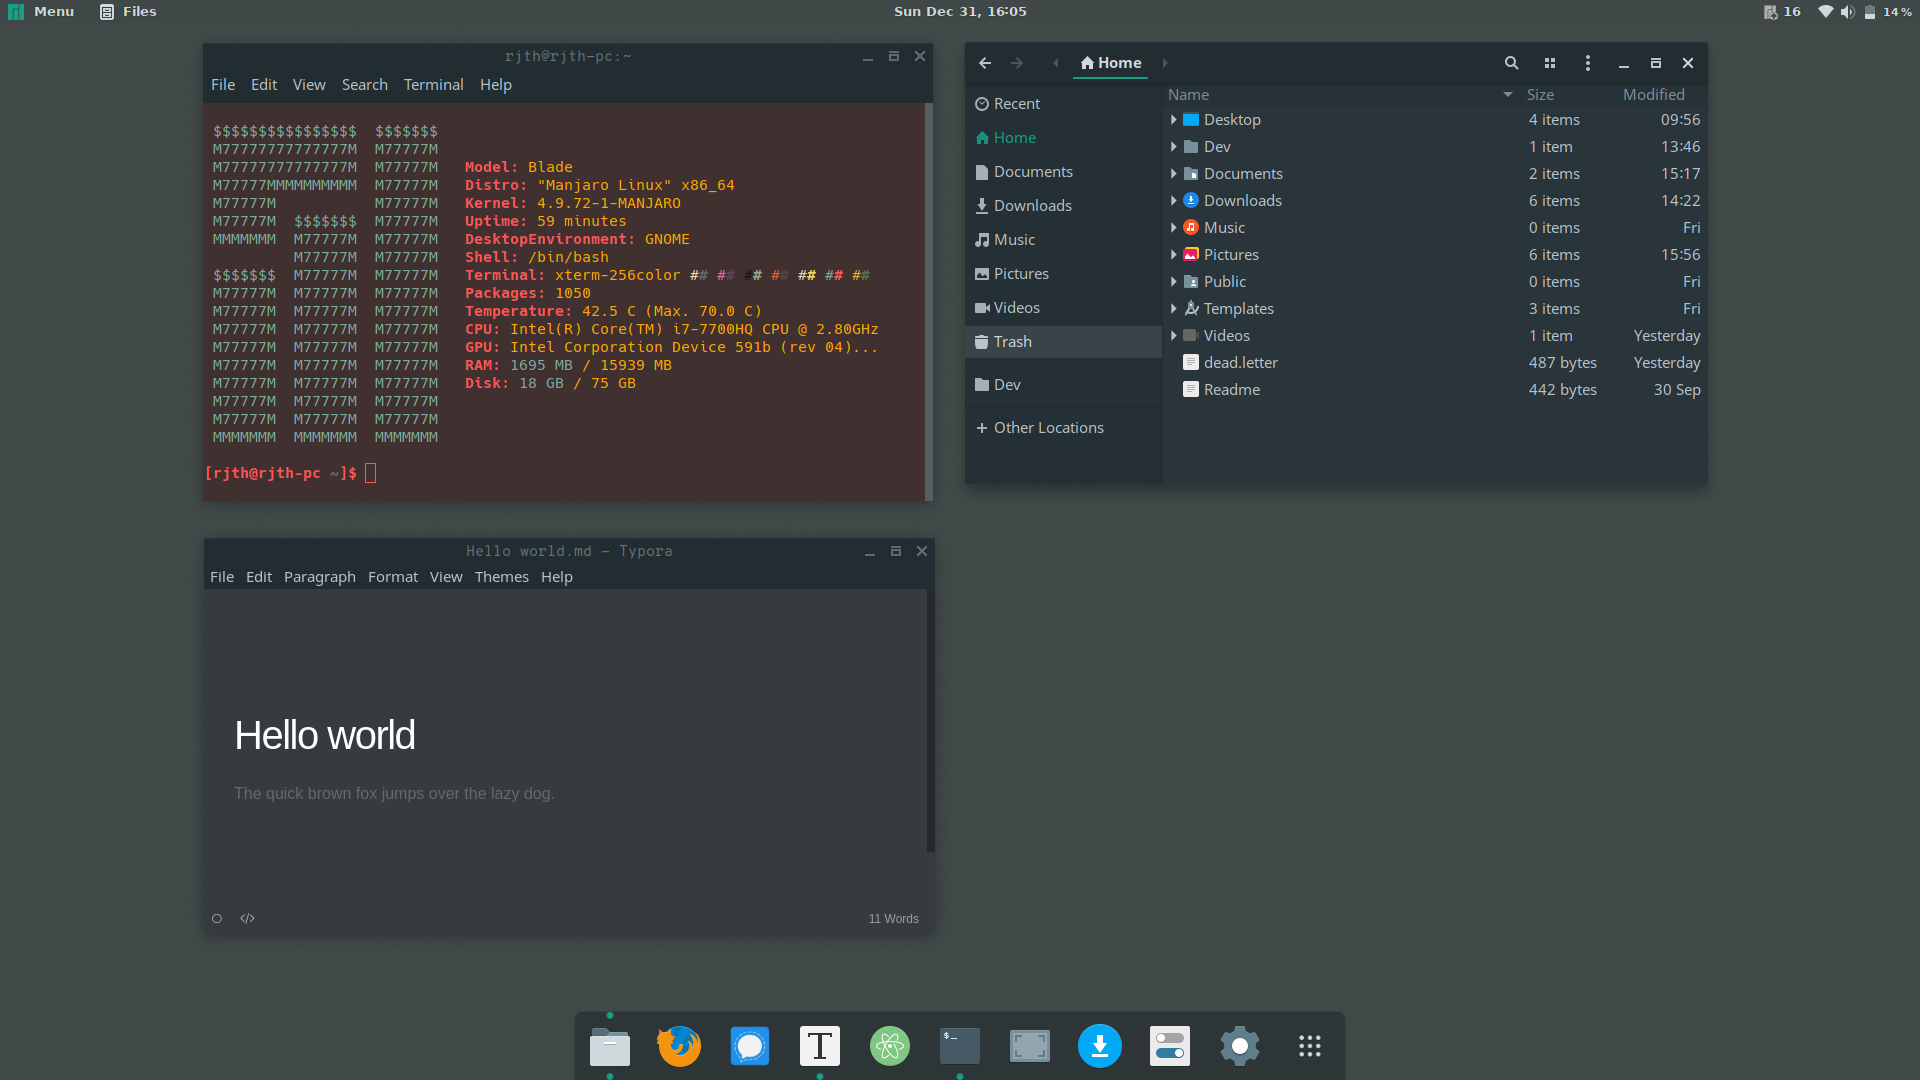 Menu Files Sun Dec 31, 16:05 16 14 %
rjth@rjth-pc:~
File Edit View Search Terminal Help
$$$$$$$$$$$$$$$$  $$$$$$$
M77777777777777M  M77777M
M77777777777777M  M77777M   Model: Blade
M77777MMMMMMMMMM  M77777M   Distro: "Manjaro Linux" x86_64
M77777M           M77777M   Kernel: 4.9.72-1-MANJARO
M77777M  $$$$$$$  M77777M   Uptime: 59 minutes
MMMMMMM  M77777M  M77777M   DesktopEnvironment: GNOME
         M77777M  M77777M   Shell: /bin/bash
$$$$$$$  M77777M  M77777M   Terminal: xterm-256color ## ## ## ## ## ## ##
M77777M  M77777M  M77777M   Packages: 1050
M77777M  M77777M  M77777M   Temperature: 42.5 C (Max. 70.0 C)
M77777M  M77777M  M77777M   CPU: Intel(R) Core(TM) i7-7700HQ CPU @ 2.80GHz
M77777M  M77777M  M77777M   GPU: Intel Corporation Device 591b (rev 04)...
M77777M  M77777M  M77777M   RAM: 1695 MB / 15939 MB
M77777M  M77777M  M77777M   Disk: 18 GB / 75 GB
M77777M  M77777M  M77777M
M77777M  M77777M  M77777M
MMMMMMM  MMMMMMM  MMMMMMM
[rjth@rjth-pc ~]$
Home
Recent
Home
Documents
Downloads
Music
Pictures
Videos
Trash
Dev
+ Other Locations
Name Size Modified
Desktop 4 items 09:56
Dev 1 item 13:46
Documents 2 items 15:17
Downloads 6 items 14:22
Music 0 items Fri
Pictures 6 items 15:56
Public 0 items Fri
Templates 3 items Fri
Videos 1 item Yesterday
dead.letter 487 bytes Yesterday
Readme 442 bytes 30 Sep
Hello world.md - Typora
File Edit Paragraph Format View Themes Help
Hello world
The quick brown fox jumps over the lazy dog.
</> 11 Words
T $_